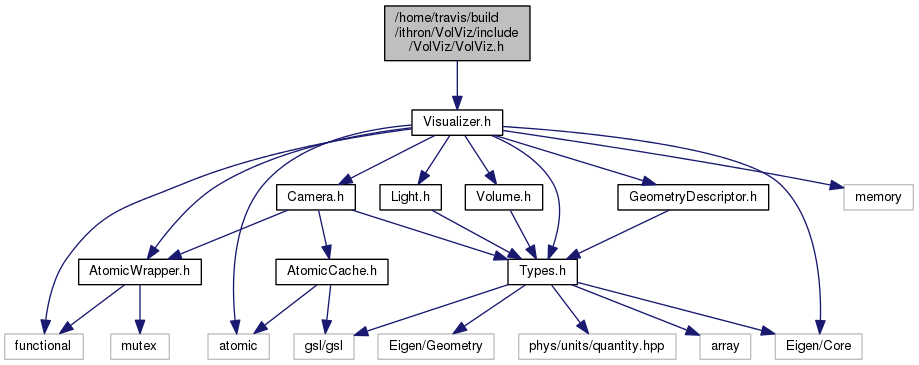 /home/travis/build
/ithron/VolViz/include
/VolViz/VolViz.h
Visualizer.h
Camera.h
Light.h
Volume.h
GeometryDescriptor.h
memory
AtomicWrapper.h
AtomicCache.h
Types.h
functional
mutex
atomic
gsl/gsl
Eigen/Geometry
phys/units/quantity.hpp
array
Eigen/Core